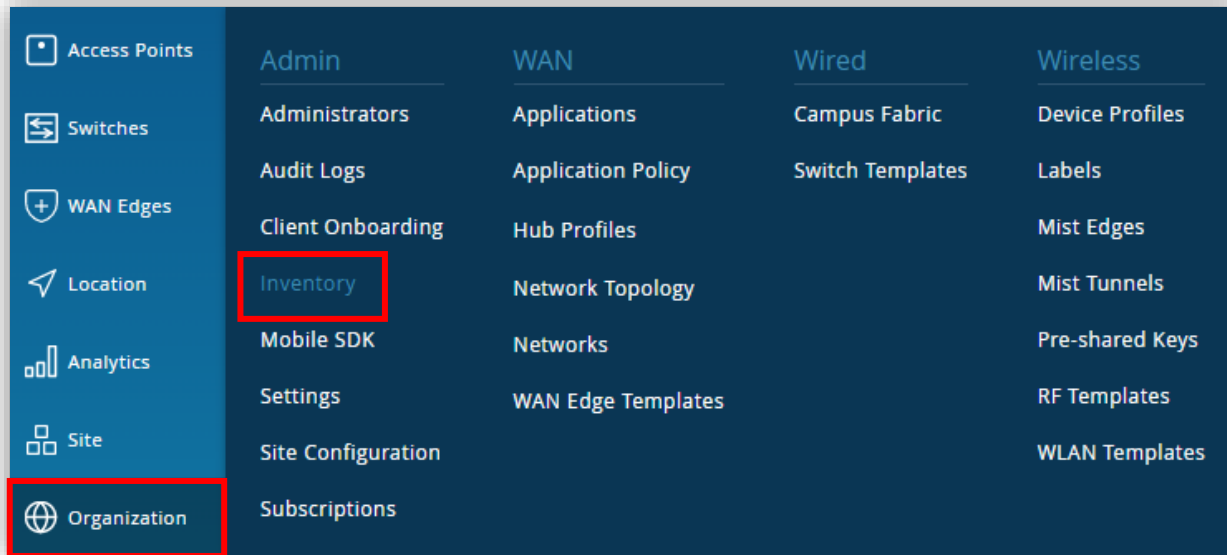 Access Points
Switches
WAN Edges
Location
Analytics
Site
Organization
Admin
Administrators
Audit Logs
Client Onboarding
Inventory
Mobile SDK
Settings
Site Configuration
Subscriptions
WAN
Applications
Application Policy
Hub Profiles
Network Topology
Networks
WAN Edge Templates
Wired
Campus Fabric
Switch Templates
Wireless
Device Profiles
Labels
Mist Edges
Mist Tunnels
Pre-shared Keys
RF Templates
WLAN Templates